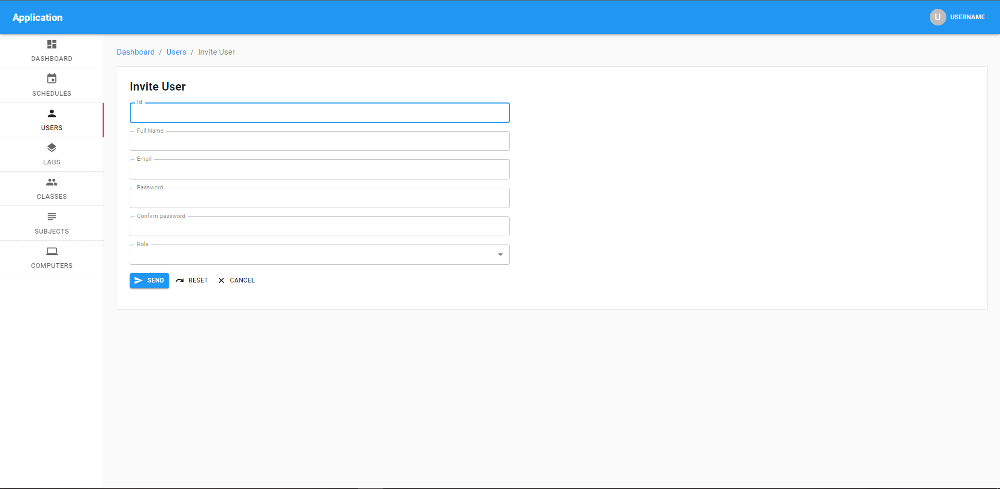 Application
U USERNAME
DASHBOARD
SCHEDULES
USERS
LABS
CLASSES
SUBJECTS
COMPUTERS
Dashboard / Users / Invite User
Invite User
Id
Full Name
Email
Password
Confirm password
Role
SEND RESET CANCEL